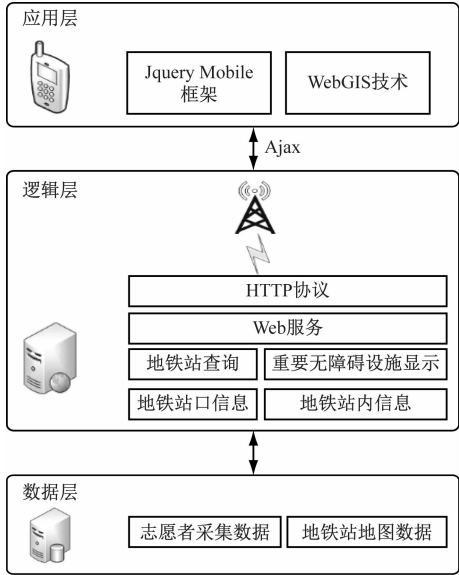 应用层
Jquery Mobile
框架
WebGIS技术
Ajax
逻辑层
HTTP协议
Web服务
地铁站查询
重要无障碍设施显示
地铁站口信息
地铁站内信息
数据层
志愿者采集数据
地铁站地图数据